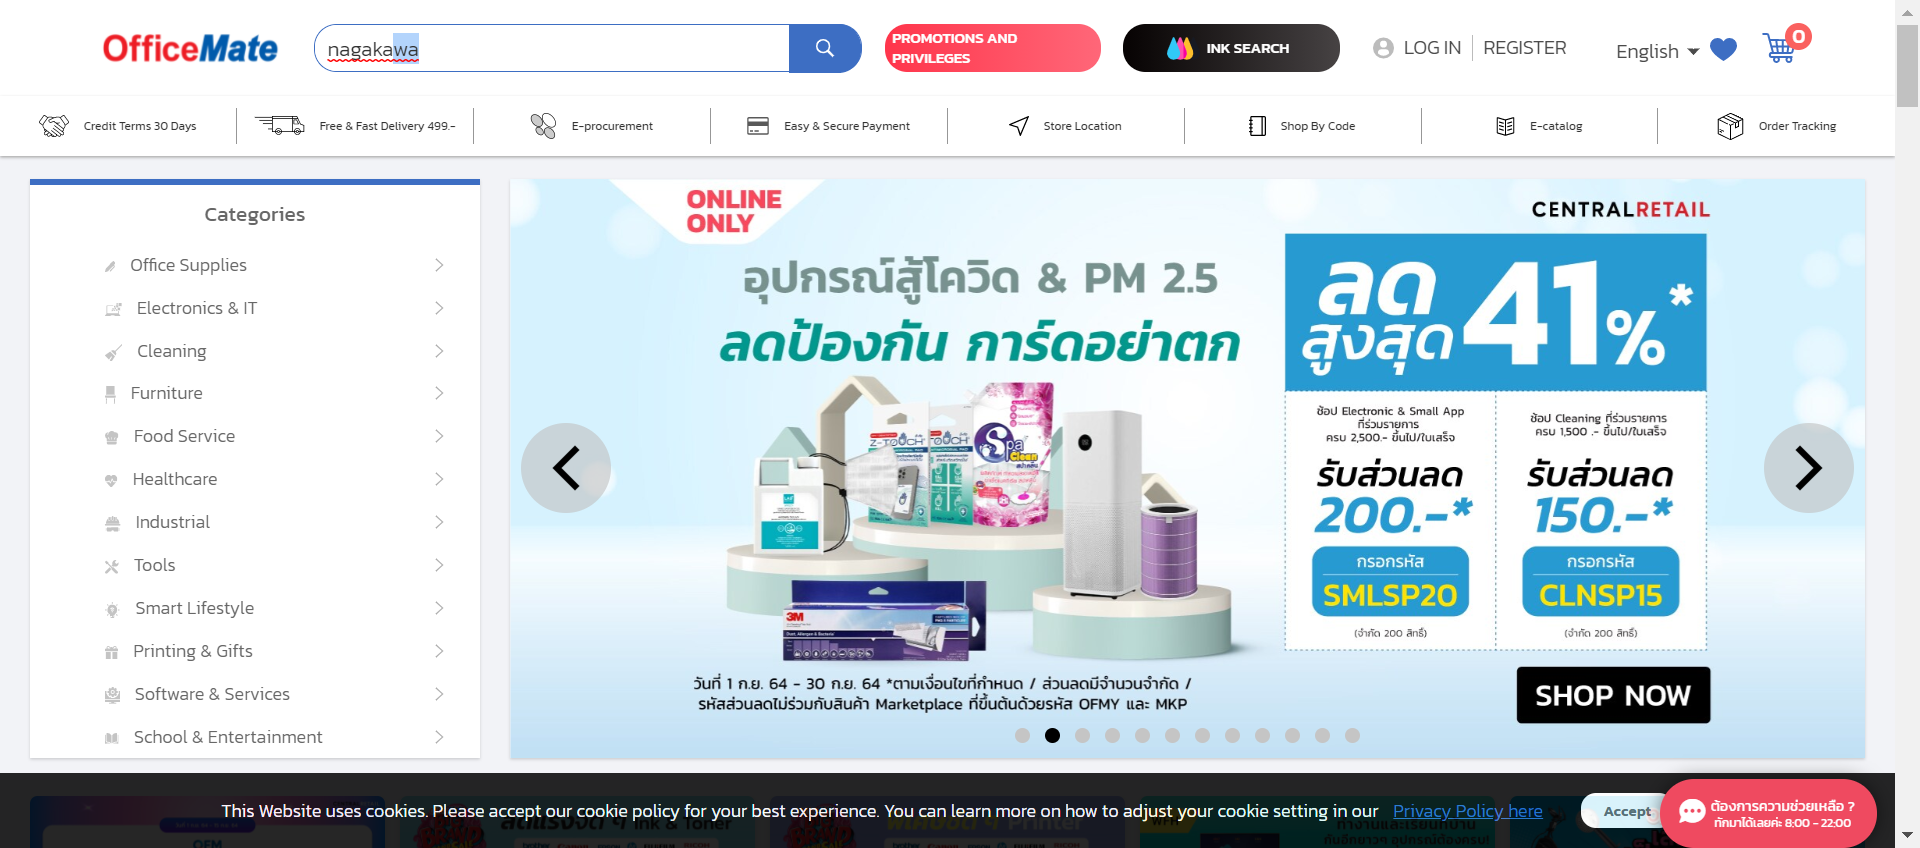 OfficeMate
nagakawa
PROMOTIONS AND
PRIVILEGES
INK SEARCH
LOG IN
REGISTER
English
0
Credit Terms 30 Days
Free & Fast Delivery 499.-
E-procurement
Easy & Secure Payment
Store Location
Shop By Code
E-catalog
Order Tracking
Categories
Office Supplies
Electronics & IT
Cleaning
Furniture
Food Service
Healthcare
Industrial
Tools
Smart Lifestyle
Printing & Gifts
Software & Services
School & Entertainment
ONLINE
ONLY
CENTRALRETAIL
อุปกรณ์สู้โควิด & PM 2.5
ลดป้องกัน การ์ดอย่าตก
ลด
สูงสุด
41%*
ช้อป Electronic & Small App
ที่ร่วมรายการ
ครบ 2,500.- ขึ้นไป/ใบเสร็จ
รับส่วนลด
200.-*
กรอกรหัส
SMLSP20
(จำกัด 200 สิทธิ์)
ช้อป Cleaning ที่ร่วมรายการ
ครบ 1,500 .- ขึ้นไป/ใบเสร็จ
รับส่วนลด
150.-*
กรอกรหัส
CLNSP15
(จำกัด 200 สิทธิ์)
Z-TOUCH
TOUCH
Spa
Clean
สปาคลีน
3M
Dust, Allergen & Bacteria
วันที่ 1 ก.ย. 64 - 30 ก.ย. 64 *ตามเงื่อนไขที่กำหนด / ส่วนลดมีจำนวนจำกัด /
รหัสส่วนลดไม่ร่วมกับสินค้า Marketplace ที่ขึ้นต้นด้วยรหัส OFMY และ MKP
SHOP NOW
This Website uses cookies. Please accept our cookie policy for your best experience. You can learn more on how to adjust your cookie setting in our Privacy Policy here
Accept
ต้องการความช่วยเหลือ ?
ทักมาได้เลยค่ะ 8:00 - 22:00